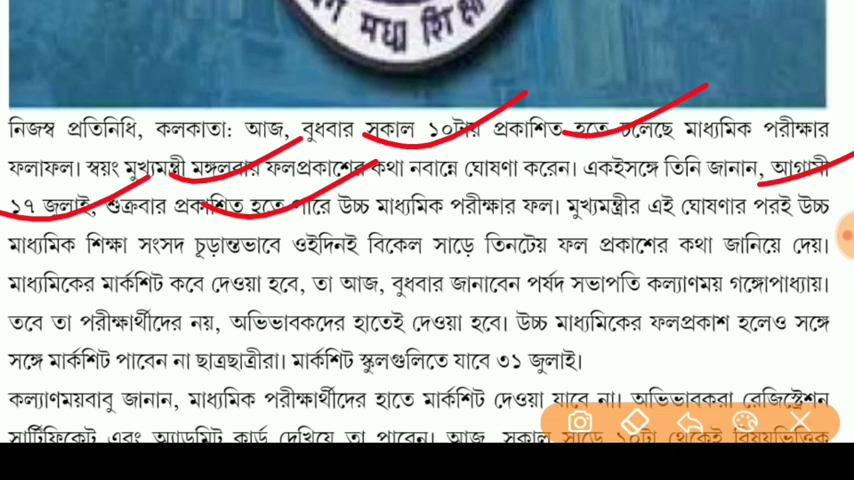 মধ্য শিক্ষা
নিজস্ব প্রতিনিধি, কলকাতা: আজ, বুধবার সকাল ১০টায় প্রকাশিত হতে চলেছে মাধ্যমিক পরীক্ষার
ফলাফল। স্বয়ং মুখ্যমন্ত্রী মঙ্গলবার ফলপ্রকাশের কথা নবান্নে ঘোষণা করেন। একইসঙ্গে তিনি জানান, আগামী
১৭ জুলাই, শুক্রবার প্রকাশিত হতে পারে উচ্চ মাধ্যমিক পরীক্ষার ফল। মুখ্যমন্ত্রীর এই ঘোষণার পরই উচ্চ
মাধ্যমিক শিক্ষা সংসদ চূড়ান্তভাবে ওইদিনই বিকেল সাড়ে তিনটেয় ফল প্রকাশের কথা জানিয়ে দেয়।
মাধ্যমিকের মার্কশিট কবে দেওয়া হবে, তা আজ, বুধবার জানাবেন পর্ষদ সভাপতি কল্যাণময় গঙ্গোপাধ্যায়।
তবে তা পরীক্ষার্থীদের নয়, অভিভাবকদের হাতেই দেওয়া হবে। উচ্চ মাধ্যমিকের ফলপ্রকাশ হলেও সঙ্গে
সঙ্গে মার্কশিট পাবেন না ছাত্রছাত্রীরা। মার্কশিট স্কুলগুলিতে যাবে ৩১ জুলাই।
কল্যাণময়বাবু জানান, মাধ্যমিক পরীক্ষার্থীদের হাতে মার্কশিট দেওয়া যাবে না। অভিভাবকরা রেজিস্ট্রেশন
সার্টিফিকেট এবং অ্যাডমিট কার্ড দেখিয়ে তা পাবেন। আজ, সকাল সাড়ে ১০টা থেকেই বিষয়ভিত্তিক